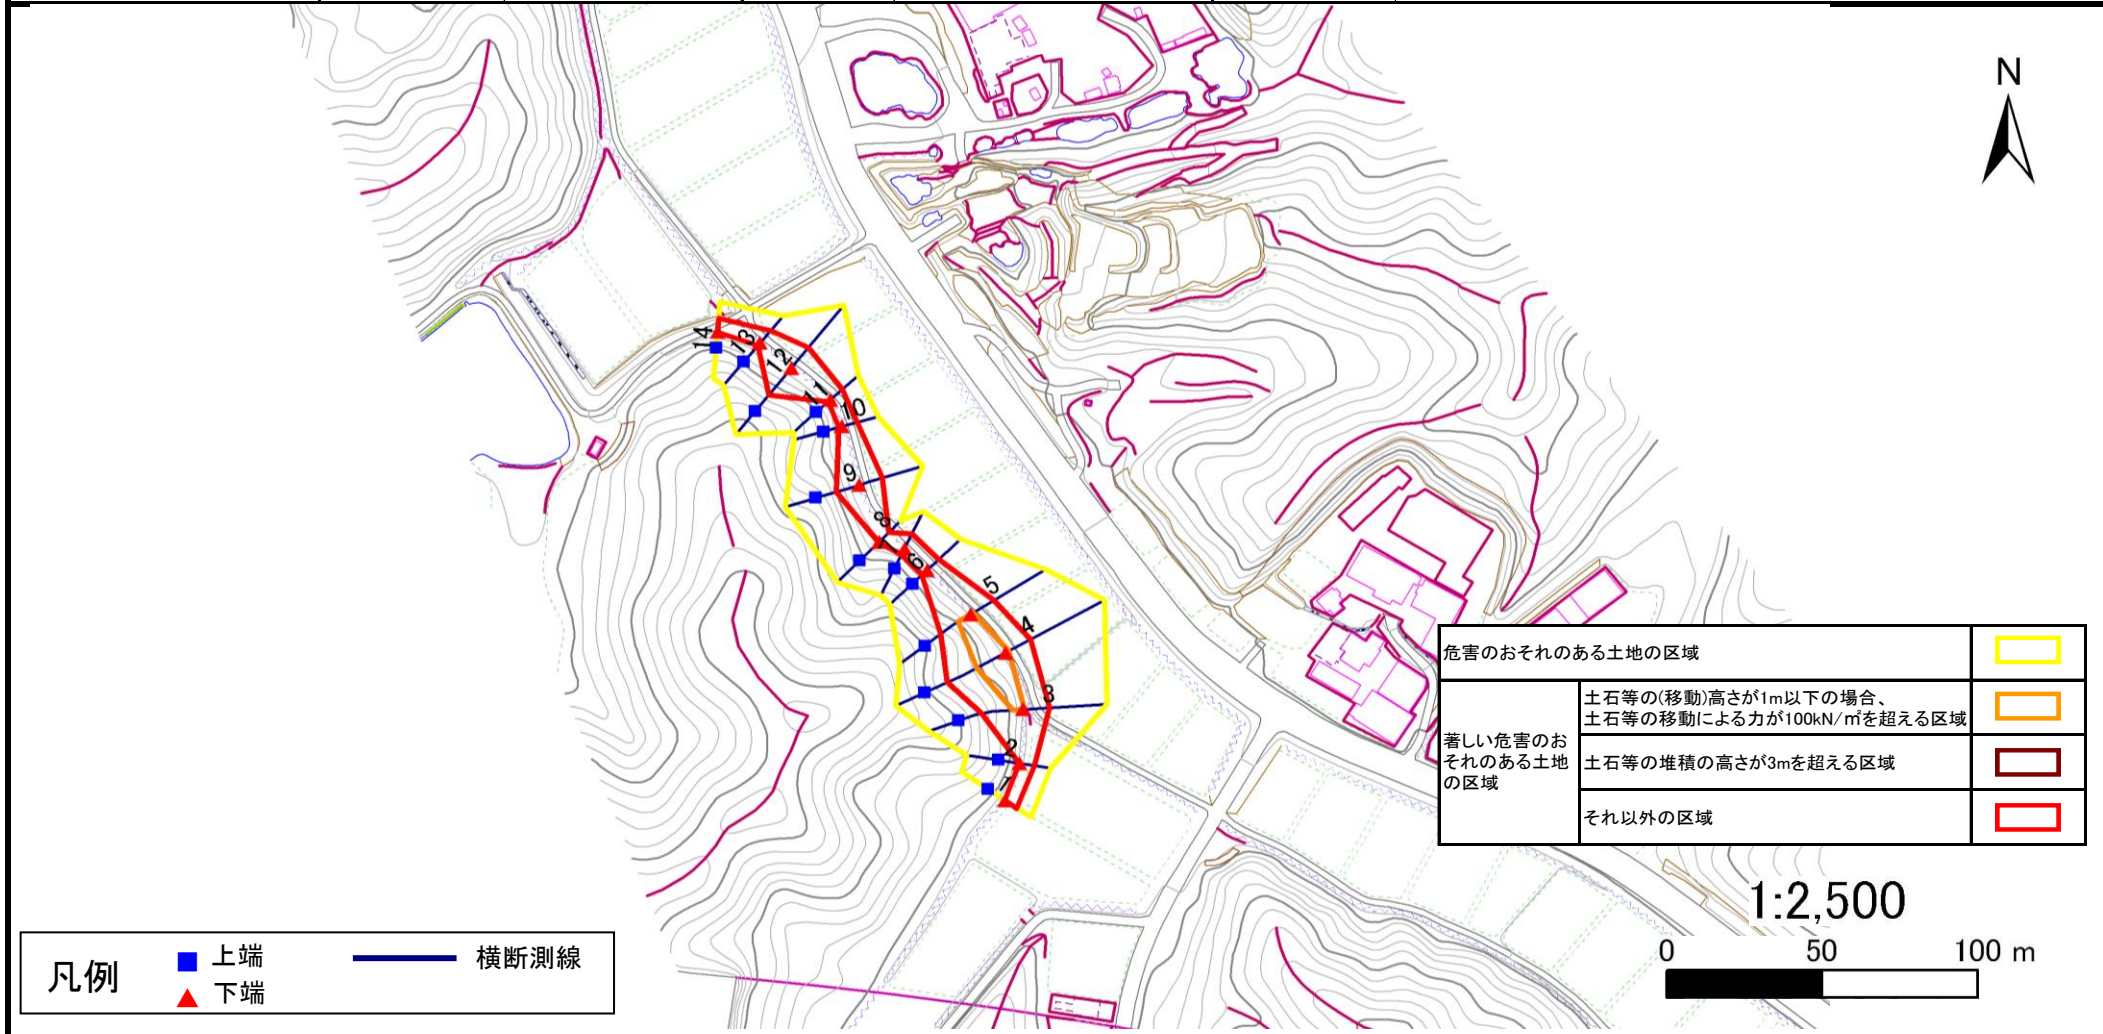 N
14
13
12
11
10
9
8
7
6
5
4
3
2
1
危害のおそれのある土地の区域
著しい危害のお
それのある土地
の区域
土石等の(移動)高さが1m以下の場合、
土石等の移動による力が100kN/㎡を超える区域
土石等の堆積の高さが3mを超える区域
それ以外の区域
1:2,500
0 50 100 m
凡例
上端
下端
横断測線